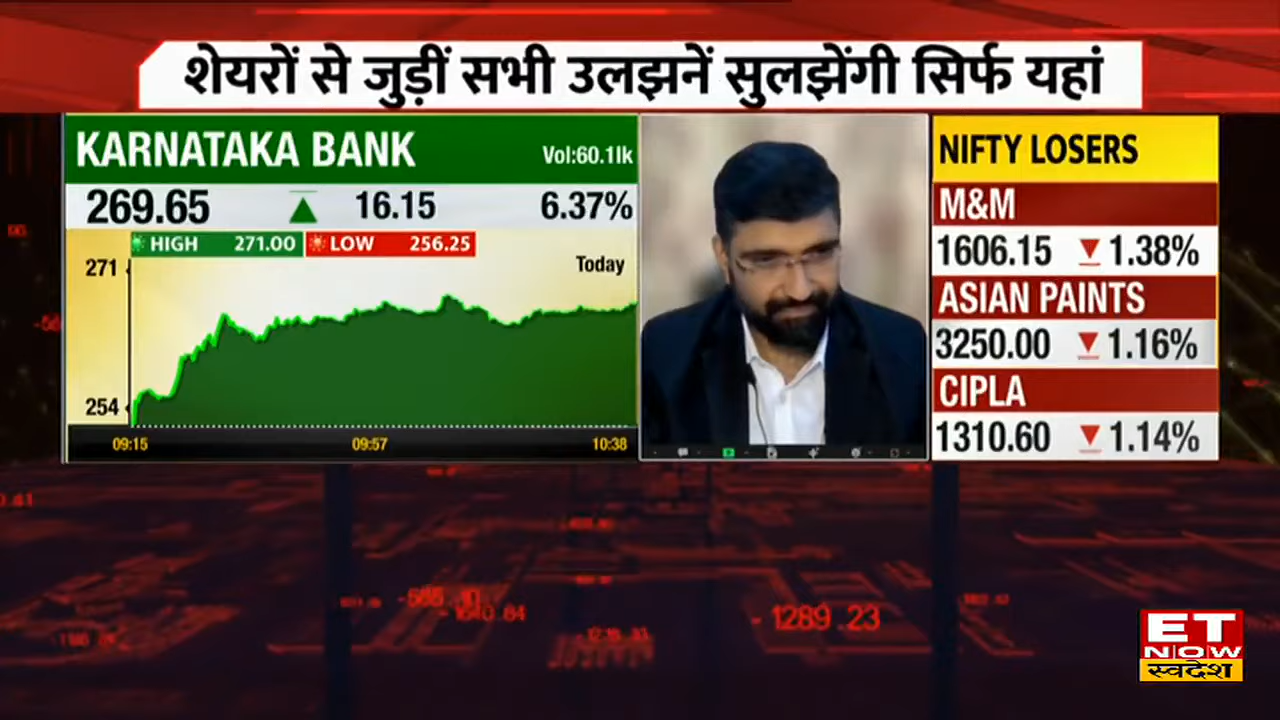 शेयरों से जुड़ीं सभी उलझनें सुलझेंगी सिर्फ यहां
KARNATAKA BANK Vol:60.1lk
269.65 16.15 6.37%
HIGH 271.00 LOW 256.25
271
Today
254
09:15 09:57 10:38
NIFTY LOSERS
M&M
1606.15 1.38%
ASIAN PAINTS
3250.00 1.16%
CIPLA
1310.60 1.14%
-1289.23
ET
NOW
स्वदेश